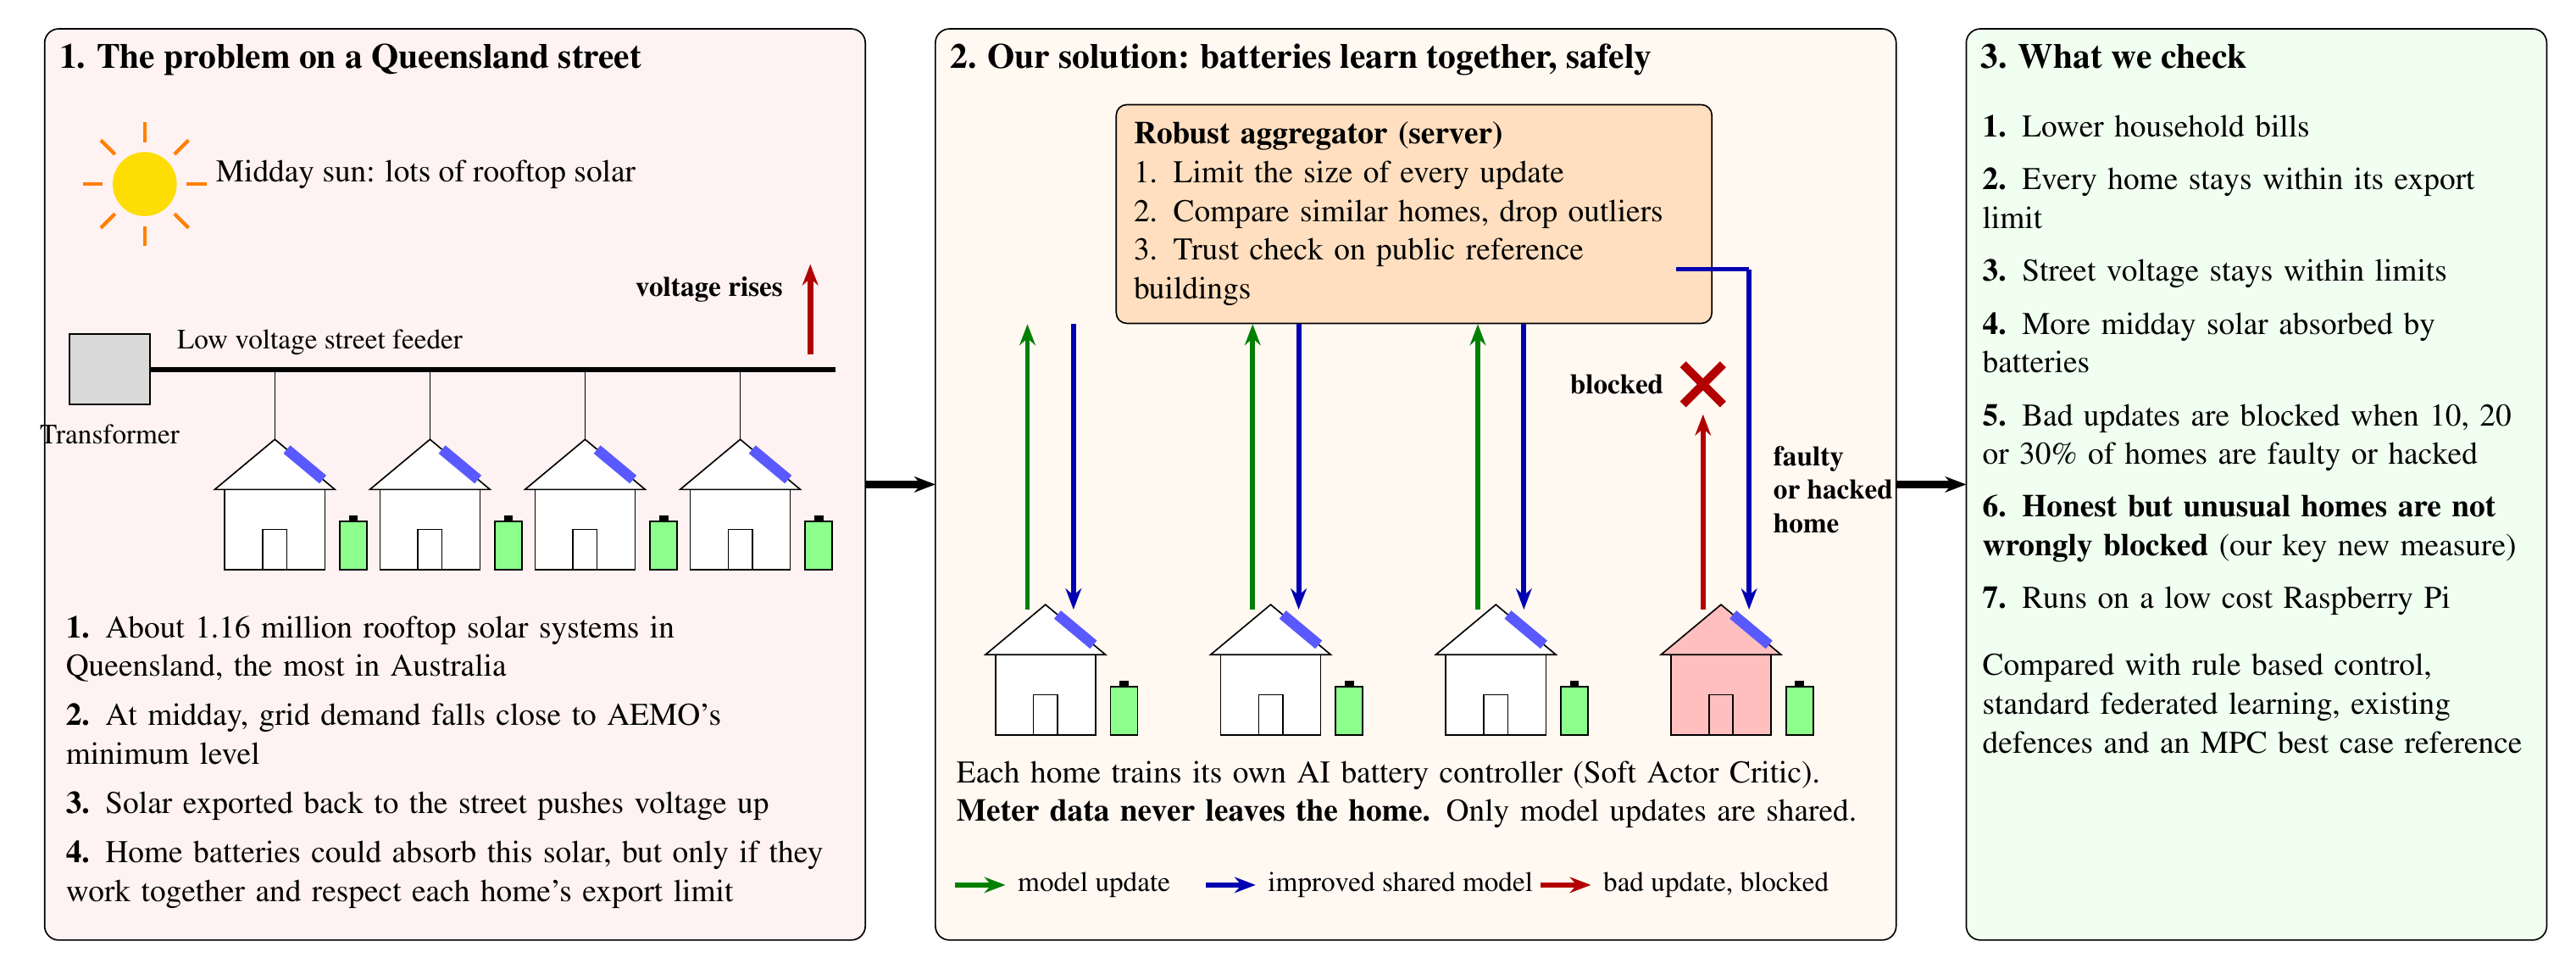 1. The problem on a Queensland street
Midday sun: lots of rooftop solar
voltage rises
Low voltage street feeder
Transformer
1. About 1.16 million rooftop solar systems in
Queensland, the most in Australia
2. At midday, grid demand falls close to AEMO's
minimum level
3. Solar exported back to the street pushes voltage up
4. Home batteries could absorb this solar, but only if they
work together and respect each home's export limit
2. Our solution: batteries learn together, safely
Robust aggregator (server)
1. Limit the size of every update
2. Compare similar homes, drop outliers
3. Trust check on public reference
buildings
blocked
faulty
or hacked
home
Each home trains its own AI battery controller (Soft Actor Critic).
Meter data never leaves the home. Only model updates are shared.
model update
improved shared model
bad update, blocked
3. What we check
1. Lower household bills
2. Every home stays within its export
limit
3. Street voltage stays within limits
4. More midday solar absorbed by
batteries
5. Bad updates are blocked when 10, 20
or 30% of homes are faulty or hacked
6. Honest but unusual homes are not
wrongly blocked (our key new measure)
7. Runs on a low cost Raspberry Pi
Compared with rule based control,
standard federated learning, existing
defences and an MPC best case reference